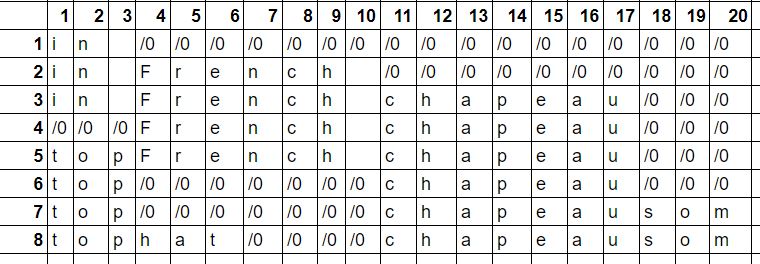 1 2 3 4 5 6 7 8 9 10 11 12 13 14 15 16 17 18 19 20
1 i n /0 /0 /0 /0 /0 /0 /0 /0 /0 /0 /0 /0 /0 /0 /0 /0 /0
2 i n F r e n c h /0 /0 /0 /0 /0 /0 /0 /0 /0 /0
3 i n F r e n c h c h a p e a u /0 /0 /0
4 /0 /0 /0 F r e n c h c h a p e a u /0 /0 /0
5 t o p F r e n c h c h a p e a u /0 /0 /0
6 t o p /0 /0 /0 /0 /0 /0 /0 c h a p e a u /0 /0 /0
7 t o p /0 /0 /0 /0 /0 /0 /0 c h a p e a u s o m
8 t o p h a t /0 /0 /0 /0 c h a p e a u s o m